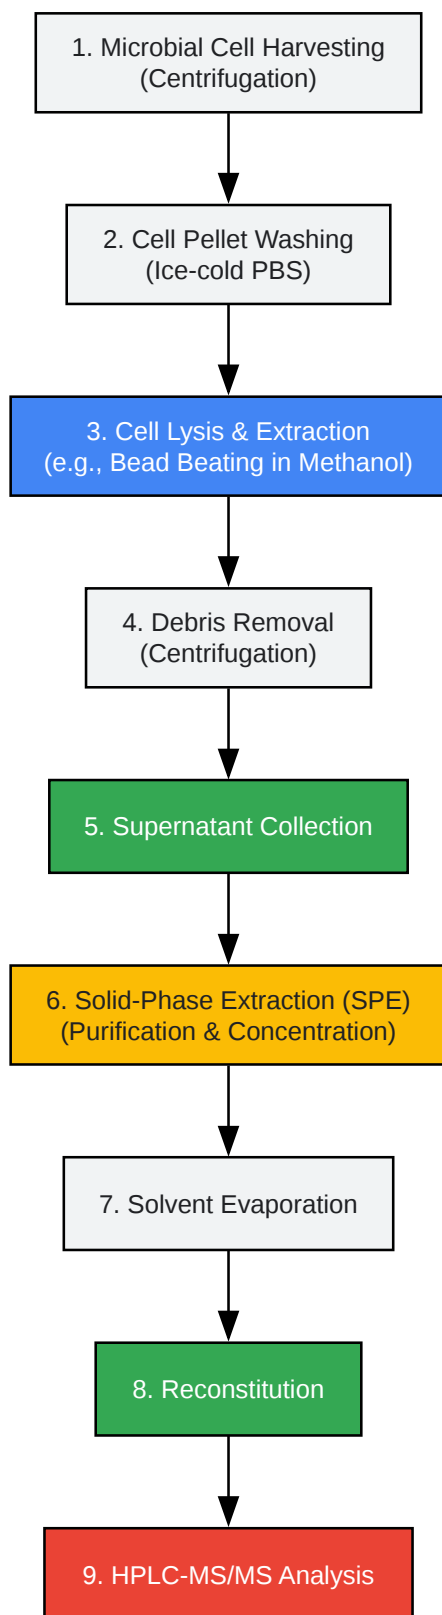 1. Microbial Cell Harvesting
(Centrifugation)
2. Cell Pellet Washing
(Ice-cold PBS)
3. Cell Lysis & Extraction
(e.g., Bead Beating in Methanol)
4. Debris Removal
(Centrifugation)
5. Supernatant Collection
6. Solid-Phase Extraction (SPE)
(Purification & Concentration)
7. Solvent Evaporation
8. Reconstitution
9. HPLC-MS/MS Analysis